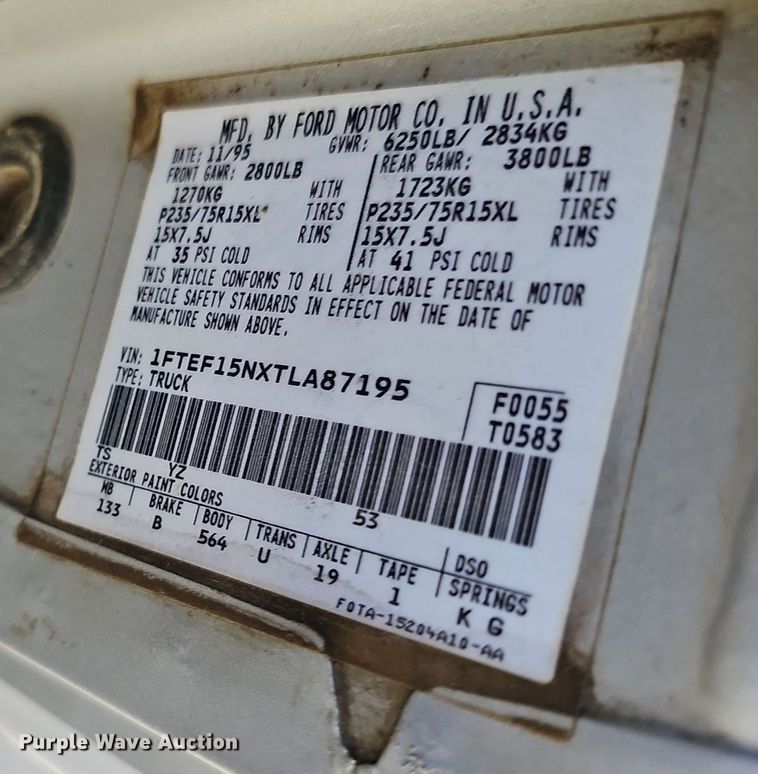 MFD. BY FORD MOTOR CO. IN U.S.A.
DATE: 11/95 GVWR: 6250LB/ 2834KG
FRONT GAWR: 2800LB REAR GAWR: 3800LB
1270KG WITH 1723KG WITH
P235/75R15XL TIRES P235/75R15XL TIRES
15X7.5J RIMS 15X7.5J RIMS
AT 35 PSI COLD AT 41 PSI COLD
THIS VEHICLE CONFORMS TO ALL APPLICABLE FEDERAL MOTOR
VEHICLE SAFETY STANDARDS IN EFFECT ON THE DATE OF
MANUFACTURE SHOWN ABOVE.
VIN: 1FTEF15NXTLA87195
TYPE: TRUCK
F0055
T0583
TS YZ 53
EXTERIOR PAINT COLORS DSO
WB BRAKE BODY TRANS AXLE TAPE SPRINGS
133 B 564 U 19 1 K G
F0TA-15204A10-AA
Purple Wave Auction